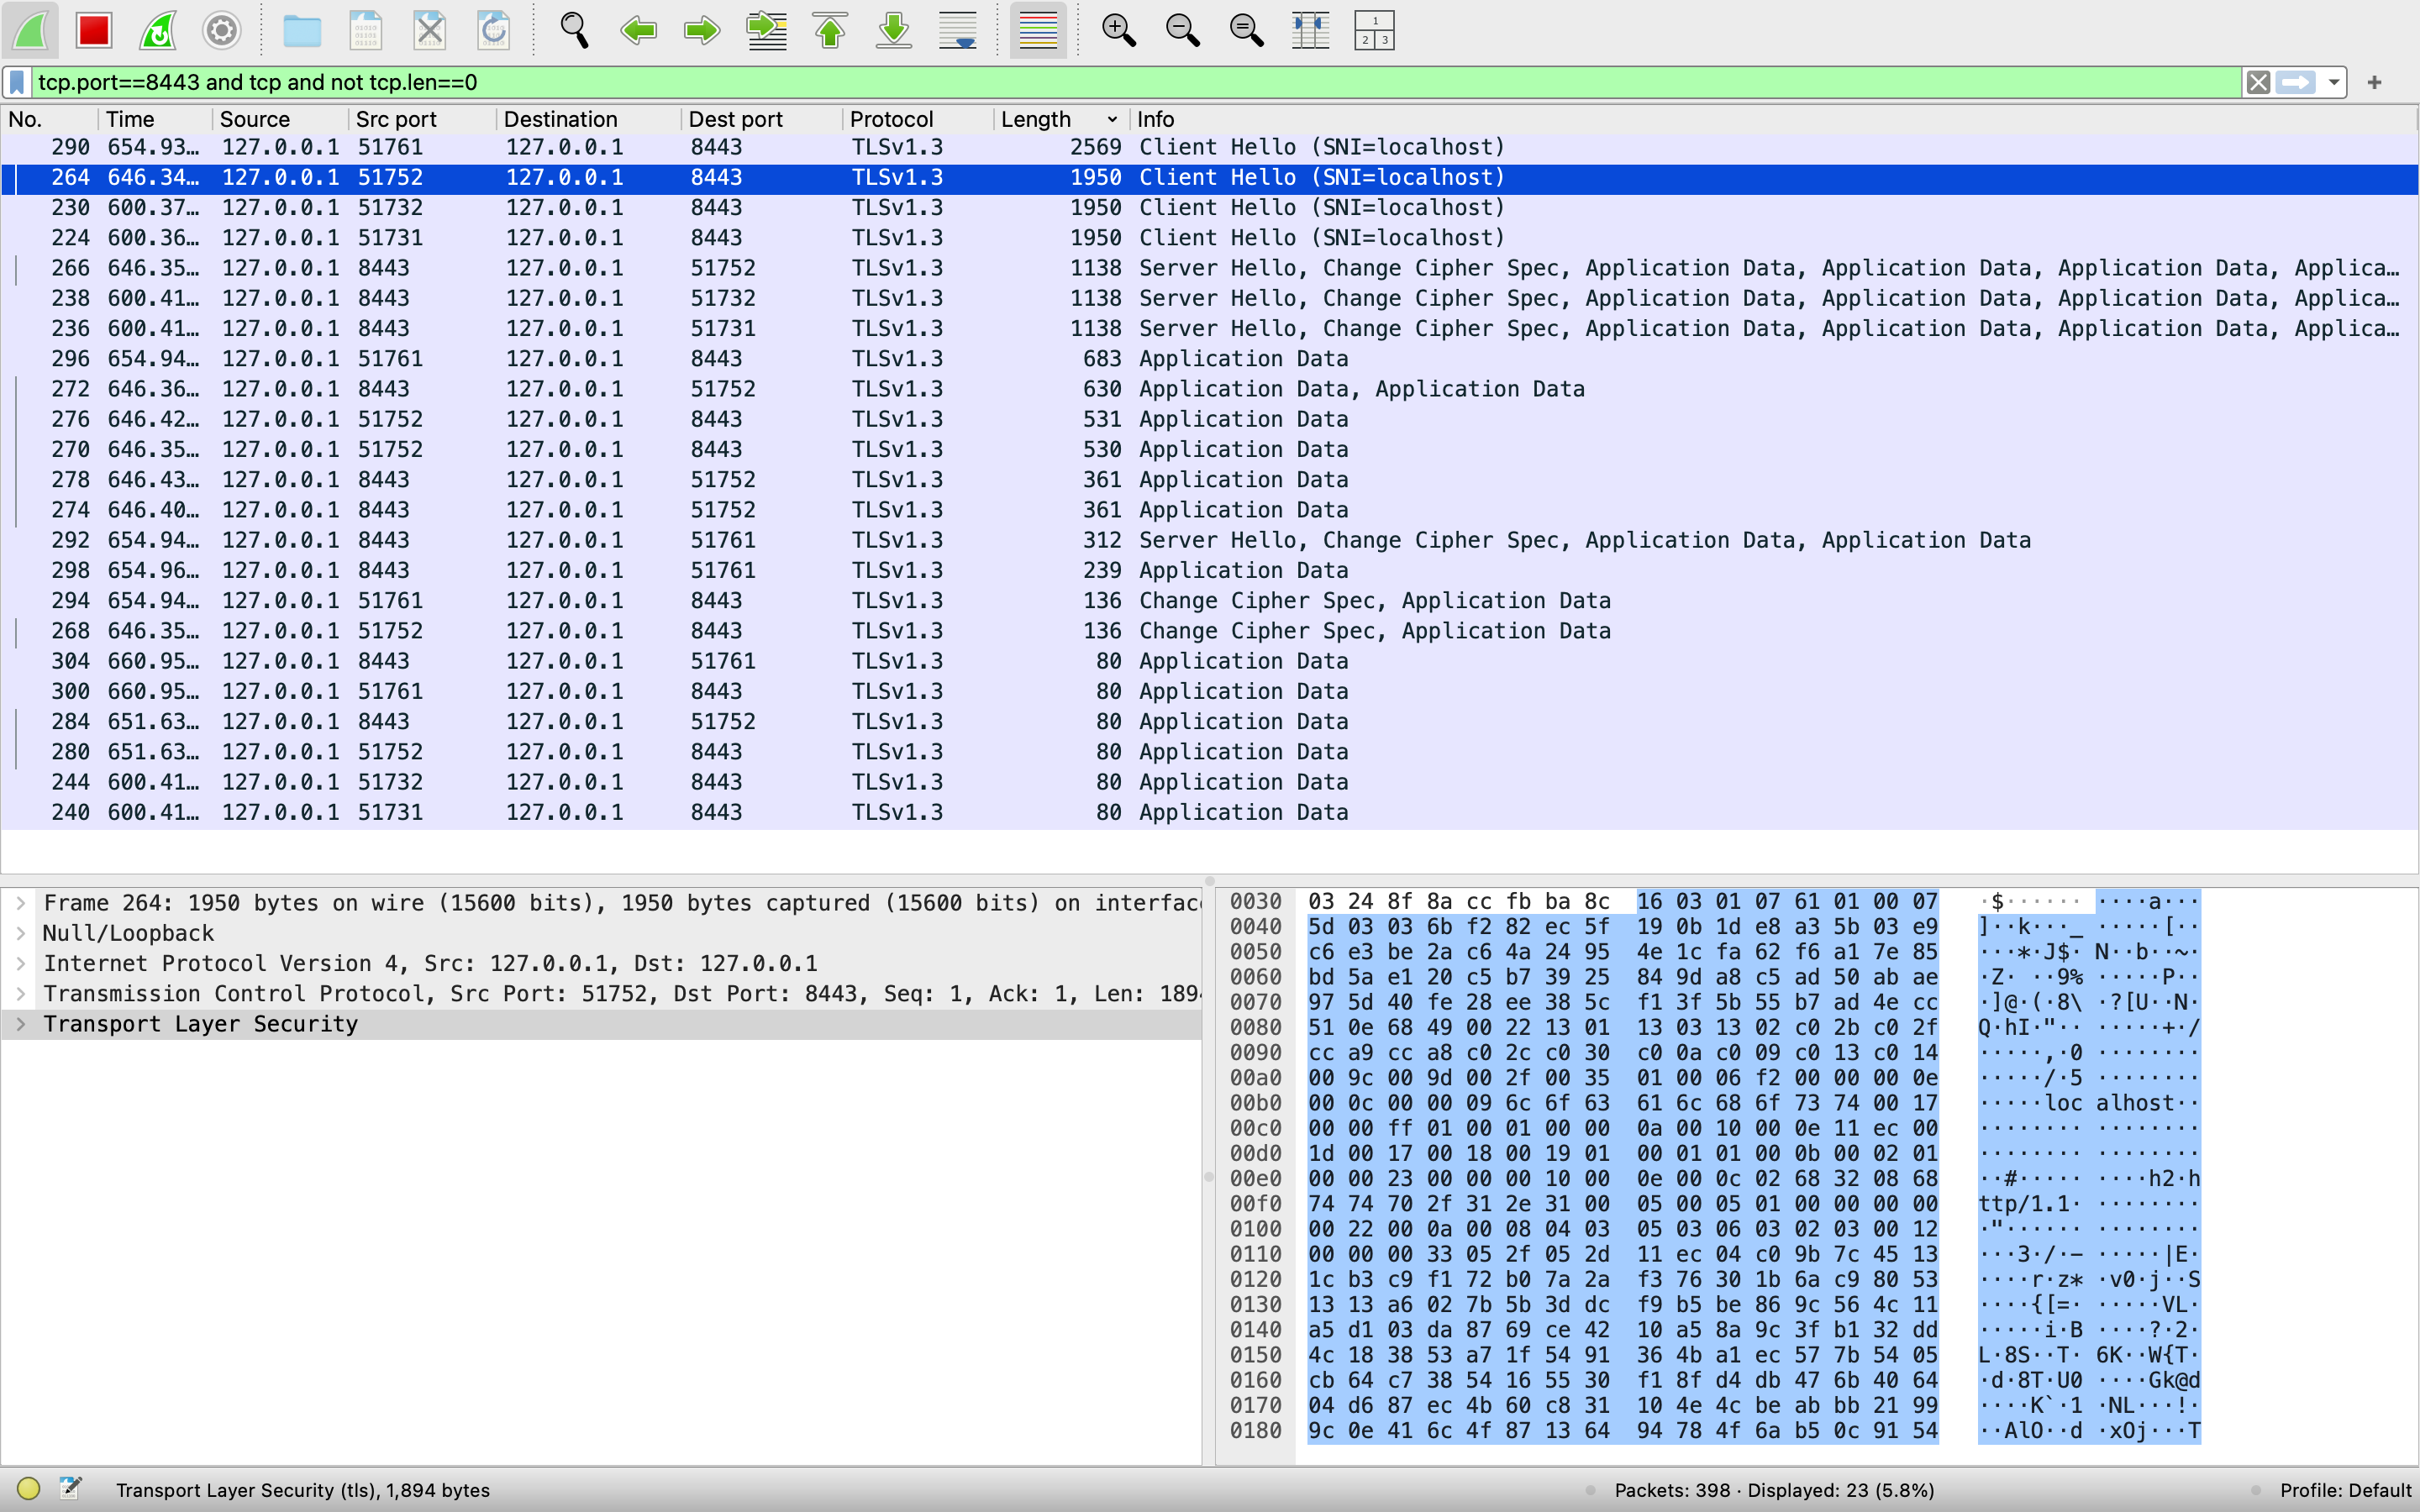 tcp.port==8443 and tcp and not tcp.len==0
No. Time Source Src port Destination Dest port Protocol Length Info
290 654.93… 127.0.0.1 51761 127.0.0.1 8443 TLSv1.3 2569 Client Hello (SNI=localhost)
264 646.34… 127.0.0.1 51752 127.0.0.1 8443 TLSv1.3 1950 Client Hello (SNI=localhost)
230 600.37… 127.0.0.1 51732 127.0.0.1 8443 TLSv1.3 1950 Client Hello (SNI=localhost)
224 600.36… 127.0.0.1 51731 127.0.0.1 8443 TLSv1.3 1950 Client Hello (SNI=localhost)
266 646.35… 127.0.0.1 8443 127.0.0.1 51752 TLSv1.3 1138 Server Hello, Change Cipher Spec, Application Data, Application Data, Application Data, Applica…
238 600.41… 127.0.0.1 8443 127.0.0.1 51732 TLSv1.3 1138 Server Hello, Change Cipher Spec, Application Data, Application Data, Application Data, Applica…
236 600.41… 127.0.0.1 8443 127.0.0.1 51731 TLSv1.3 1138 Server Hello, Change Cipher Spec, Application Data, Application Data, Application Data, Applica…
296 654.94… 127.0.0.1 51761 127.0.0.1 8443 TLSv1.3 683 Application Data
272 646.36… 127.0.0.1 8443 127.0.0.1 51752 TLSv1.3 630 Application Data, Application Data
276 646.42… 127.0.0.1 51752 127.0.0.1 8443 TLSv1.3 531 Application Data
270 646.35… 127.0.0.1 51752 127.0.0.1 8443 TLSv1.3 530 Application Data
278 646.43… 127.0.0.1 8443 127.0.0.1 51752 TLSv1.3 361 Application Data
274 646.40… 127.0.0.1 8443 127.0.0.1 51752 TLSv1.3 361 Application Data
292 654.94… 127.0.0.1 8443 127.0.0.1 51761 TLSv1.3 312 Server Hello, Change Cipher Spec, Application Data, Application Data
298 654.96… 127.0.0.1 8443 127.0.0.1 51761 TLSv1.3 239 Application Data
294 654.94… 127.0.0.1 51761 127.0.0.1 8443 TLSv1.3 136 Change Cipher Spec, Application Data
268 646.35… 127.0.0.1 51752 127.0.0.1 8443 TLSv1.3 136 Change Cipher Spec, Application Data
304 660.95… 127.0.0.1 8443 127.0.0.1 51761 TLSv1.3 80 Application Data
300 660.95… 127.0.0.1 51761 127.0.0.1 8443 TLSv1.3 80 Application Data
284 651.63… 127.0.0.1 8443 127.0.0.1 51752 TLSv1.3 80 Application Data
280 651.63… 127.0.0.1 51752 127.0.0.1 8443 TLSv1.3 80 Application Data
244 600.41… 127.0.0.1 51732 127.0.0.1 8443 TLSv1.3 80 Application Data
240 600.41… 127.0.0.1 51731 127.0.0.1 8443 TLSv1.3 80 Application Data
Frame 264: 1950 bytes on wire (15600 bits), 1950 bytes captured (15600 bits) on interfac
Null/Loopback
Internet Protocol Version 4, Src: 127.0.0.1, Dst: 127.0.0.1
Transmission Control Protocol, Src Port: 51752, Dst Port: 8443, Seq: 1, Ack: 1, Len: 189
Transport Layer Security
0030 03 24 8f 8a cc fb ba 8c 16 03 01 07 61 01 00 07 ·$······ ····a···
0040 5d 03 03 6b f2 82 ec 5f 19 0b 1d e8 a3 5b 03 e9 ]··k···_ ·····[··
0050 c6 e3 be 2a c6 4a 24 95 4e 1c fa 62 f6 a1 7e 85 ···*·J$· N··b··~·
0060 bd 5a e1 20 c5 b7 39 25 84 9d a8 c5 ad 50 ab ae ·Z· ··9% ·····P··
0070 97 5d 40 fe 28 ee 38 5c f1 3f 5b 55 b7 ad 4e cc ·]@·(·8\ ·?[U··N·
0080 51 0e 68 49 00 22 13 01 13 03 13 02 c0 2b c0 2f Q·hI·"·· ·····+·/
0090 cc a9 cc a8 c0 2c c0 30 c0 0a c0 09 c0 13 c0 14 ·····,·0 ········
00a0 00 9c 00 9d 00 2f 00 35 01 00 06 f2 00 00 00 0e ·····/·5 ········
00b0 00 0c 00 00 09 6c 6f 63 61 6c 68 6f 73 74 00 17 ·····loc alhost··
00c0 00 00 ff 01 00 01 00 00 0a 00 10 00 0e 11 ec 00 ········ ········
00d0 1d 00 17 00 18 00 19 01 00 01 01 00 0b 00 02 01 ········ ········
00e0 00 00 23 00 00 00 10 00 0e 00 0c 02 68 32 08 68 ··#····· ····h2·h
00f0 74 74 70 2f 31 2e 31 00 05 00 05 01 00 00 00 00 ttp/1.1· ········
0100 00 22 00 0a 00 08 04 03 05 03 06 03 02 03 00 12 ·"······ ········
0110 00 00 00 33 05 2f 05 2d 11 ec 04 c0 9b 7c 45 13 ···3·/·- ·····|E·
0120 1c b3 c9 f1 72 b0 7a 2a f3 76 30 1b 6a c9 80 53 ····r·z* ·v0·j··S
0130 13 13 a6 02 7b 5b 3d dc f9 b5 be 86 9c 56 4c 11 ····{[=· ·····VL·
0140 a5 d1 03 da 87 69 ce 42 10 a5 8a 9c 3f b1 32 dd ·····i·B ····?·2·
0150 4c 18 38 53 a7 1f 54 91 36 4b a1 ec 57 7b 54 05 L·8S··T· 6K··W{T·
0160 cb 64 c7 38 54 16 55 30 f1 8f d4 db 47 6b 40 64 ·d·8T·U0 ····Gk@d
0170 04 d6 87 ec 4b 60 c8 31 10 4e 4c be ab bb 21 99 ····K`·1 ·NL···!·
0180 9c 0e 41 6c 4f 87 13 64 94 78 4f 6a b5 0c 91 54 ··AlO··d ·xOj···T
Transport Layer Security (tls), 1,894 bytes Packets: 398 · Displayed: 23 (5.8%) Profile: Default